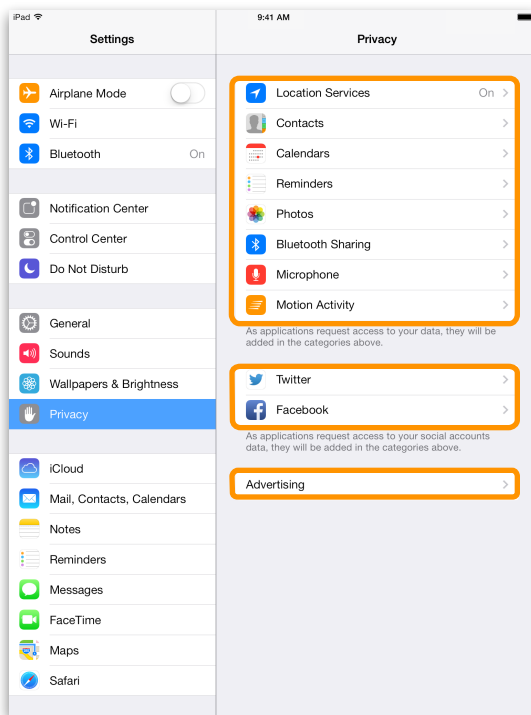 iPad
9:41 AM
Settings
Airplane Mode
Wi-Fi
Bluetooth On
Notification Center
Control Center
Do Not Disturb
General
Sounds
Wallpapers & Brightness
Privacy
iCloud
Mail, Contacts, Calendars
Notes
Reminders
Messages
FaceTime
Maps
Safari
Privacy
Location Services On
Contacts
Calendars
Reminders
Photos
Bluetooth Sharing
Microphone
Motion Activity
As applications request access to your data, they will be
added in the categories above.
Twitter
Facebook
As applications request access to your social accounts
data, they will be added in the categories above.
Advertising